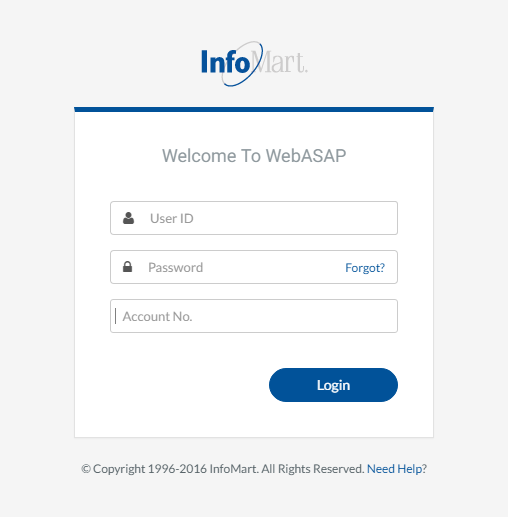 InfoMart.
Welcome To WebASAP
User ID
Password Forgot?
Account No.
Login
© Copyright 1996-2016 InfoMart. All Rights Reserved. Need Help?